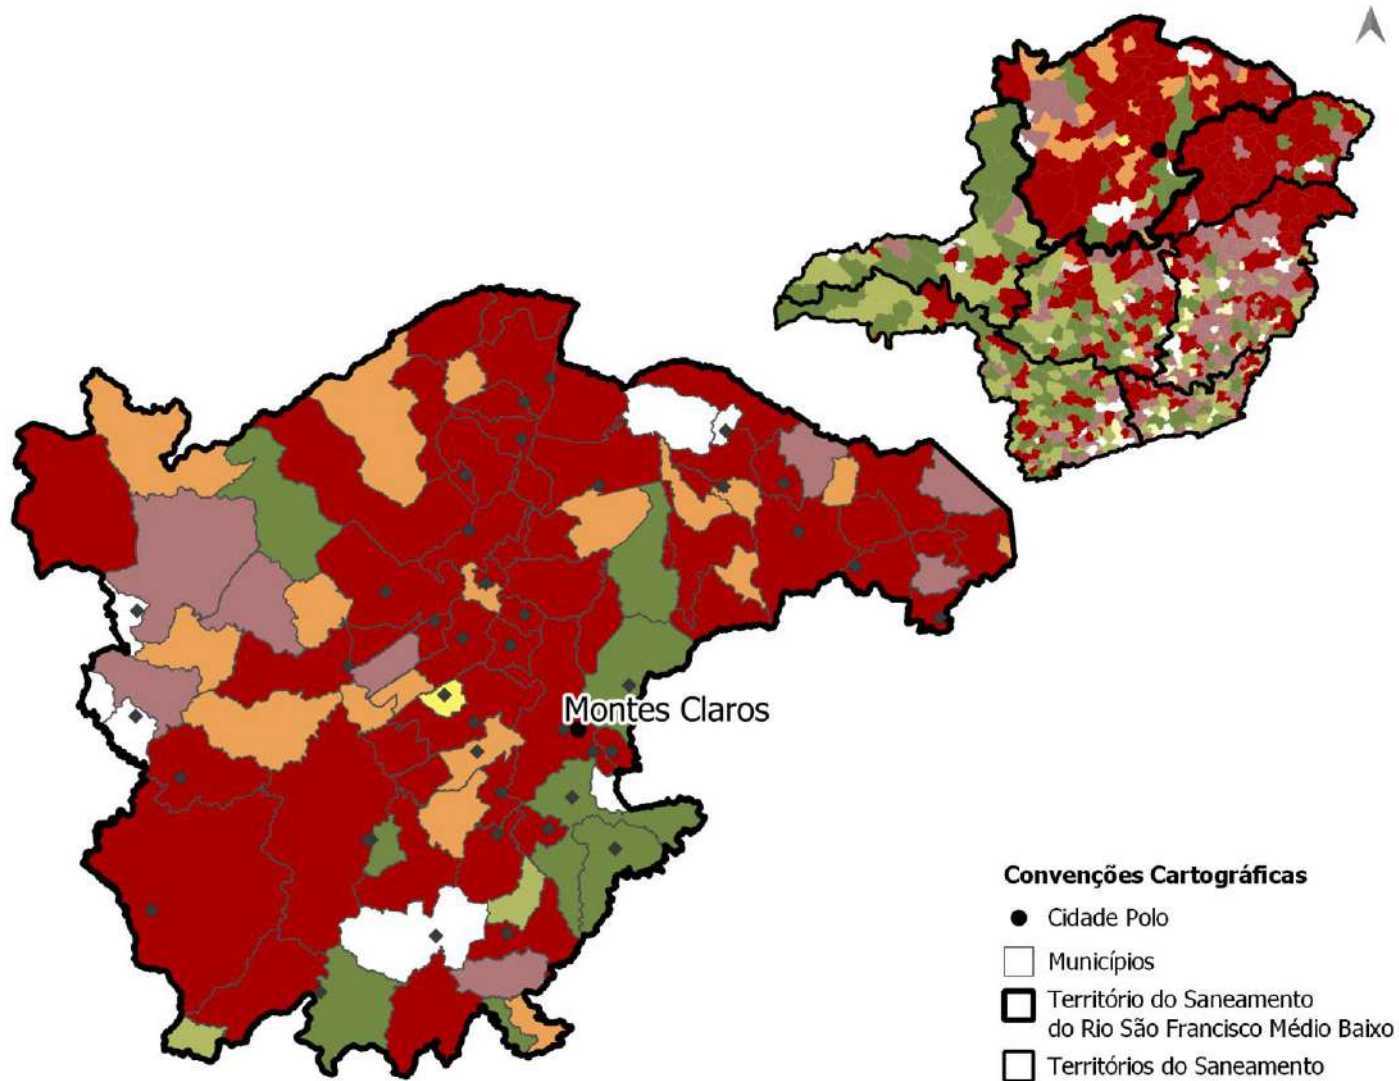 Montes Claros
Convenções Cartográficas
Cidade Polo
Municípios
Território do Saneamento
do Rio São Francisco Médio Baixo
Territórios do Saneamento